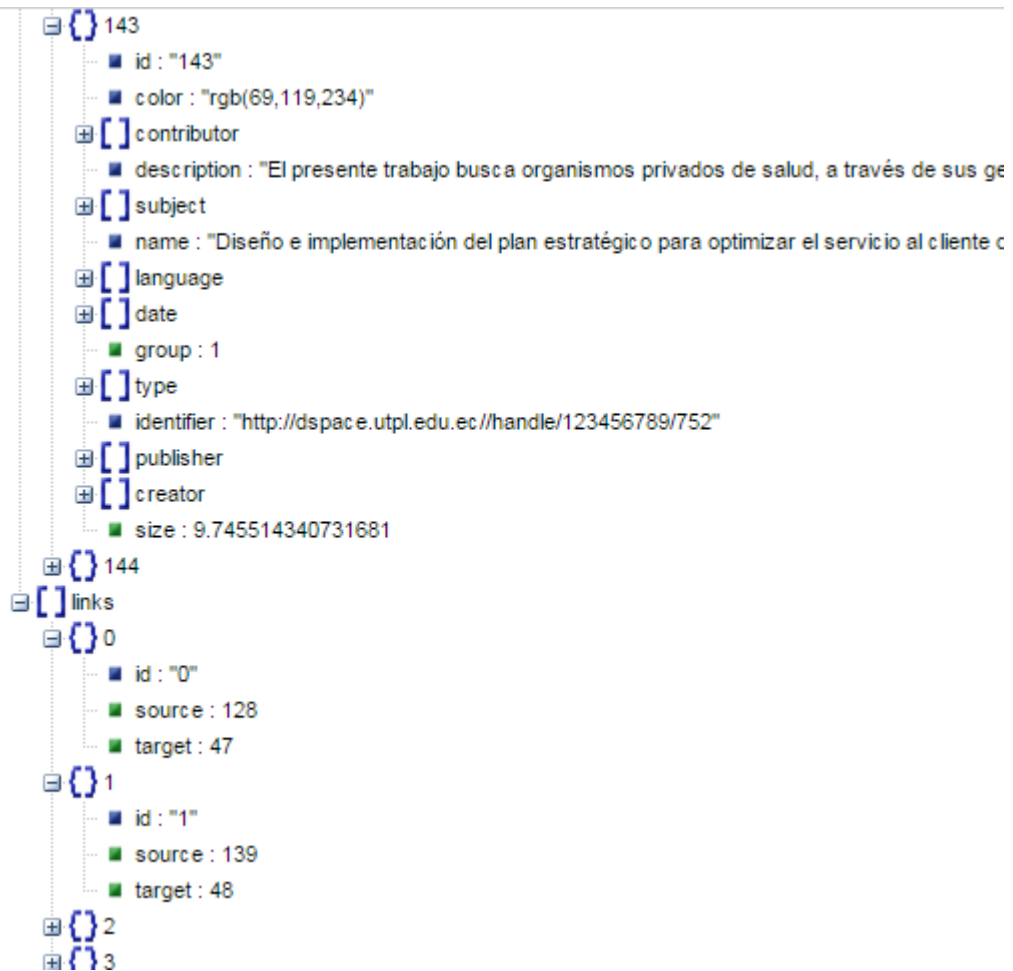 143
id : "143"
color : "rgb(69,119,234)"
contributor
description : "El presente trabajo busca organismos privados de salud, a través de sus ge
subject
name : "Diseño e implementación del plan estratégico para optimizar el servicio al cliente c
language
date
group : 1
type
identifier : "http://dspace.utpl.edu.ec//handle/123456789/752"
publisher
creator
size : 9.745514340731681
144
links
0
id : "0"
source : 128
target : 47
1
id : "1"
source : 139
target : 48
2
3